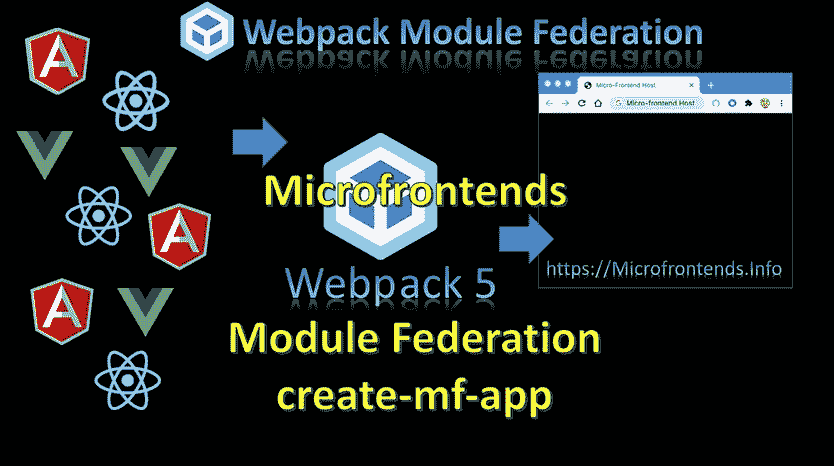 Webpack Module Federation
Micro-Frontend Host
Micro-frontend Host
Microfrontends
https://Microfrontends.Info
Webpack 5
Module Federation
create-mf-app